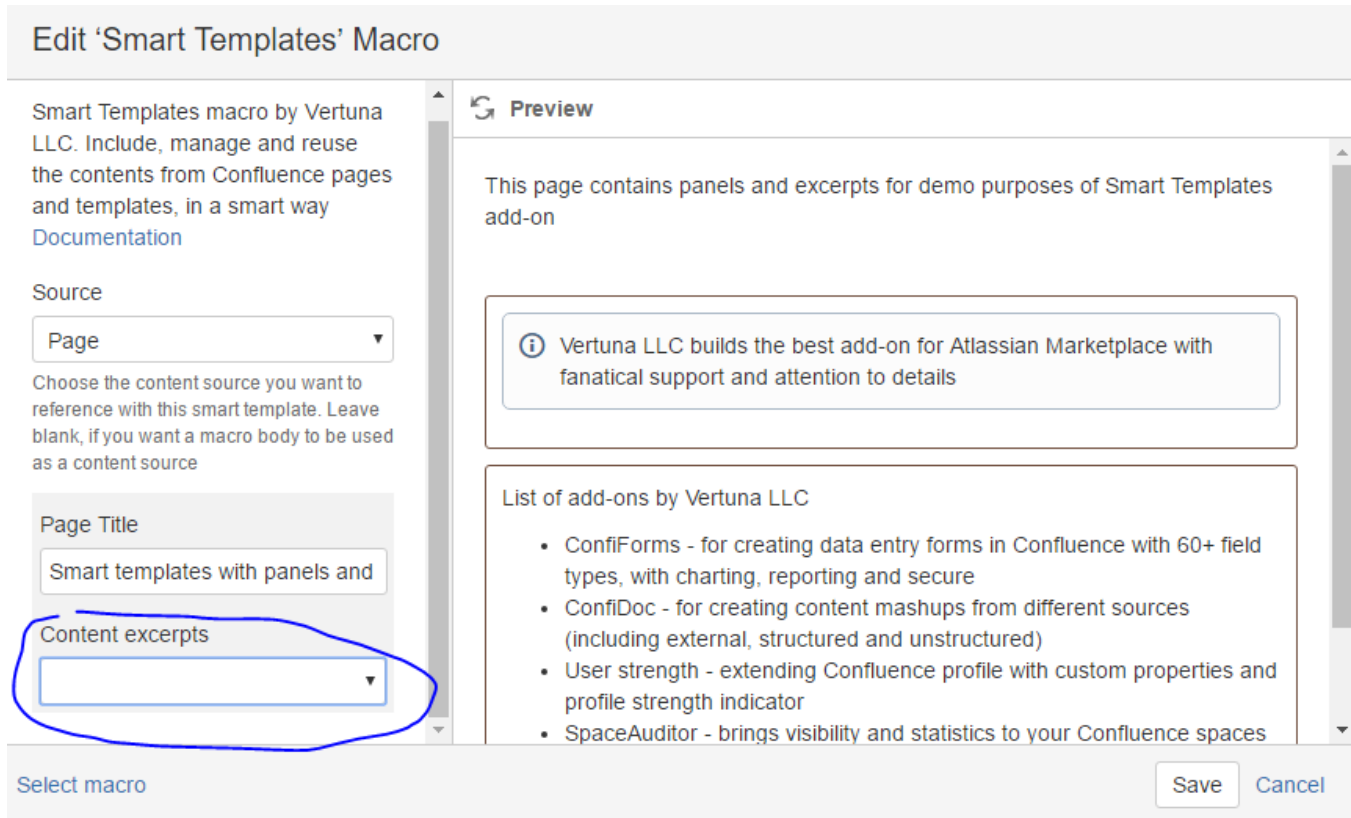 Edit ‘Smart Templates’ Macro
Smart Templates macro by Vertuna
LLC. Include, manage and reuse
the contents from Confluence pages
and templates, in a smart way
Documentation
Source
Page
Choose the content source you want to
reference with this smart template. Leave
blank, if you want a macro body to be used
as a content source
Page Title
Smart templates with panels and
Content excerpts
Select macro
Preview
This page contains panels and excerpts for demo purposes of Smart Templates
add-on
Vertuna LLC builds the best add-on for Atlassian Marketplace with
fanatical support and attention to details
List of add-ons by Vertuna LLC
• ConfiForms - for creating data entry forms in Confluence with 60+ field
types, with charting, reporting and secure
• ConfiDoc - for creating content mashups from different sources
(including external, structured and unstructured)
• User strength - extending Confluence profile with custom properties and
profile strength indicator
• SpaceAuditor - brings visibility and statistics to your Confluence spaces
Save Cancel